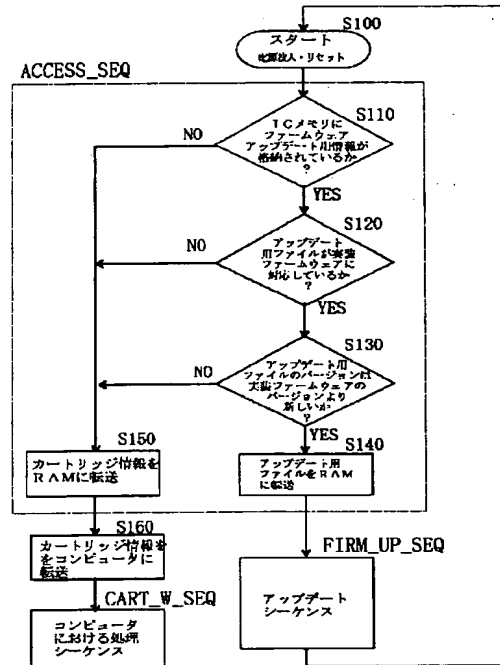 S100
スタート
電源投入・リセット
ACCESS_SEQ
S110
TCメモリに
ファームウェア
アップデート用情報が
格納されているか
?
NO
YES
S120
アップデート
用ファイルが実装
ファームウェアに
対応しているか
?
NO
YES
S130
アップデート用
ファイルのバージョンは
実装ファームウェアの
バージョンより
新しいか
?
NO
YES
S150
カートリッジ情報を
RAMに転送
S140
アップデート用
ファイルをRAM
に転送
S160
カートリッジ情報を
をコンピュータに
転送
FIRM_UP_SEQ
アップデート
シーケンス
CART_W_SEQ
コンピュータ
における処理
シーケンス